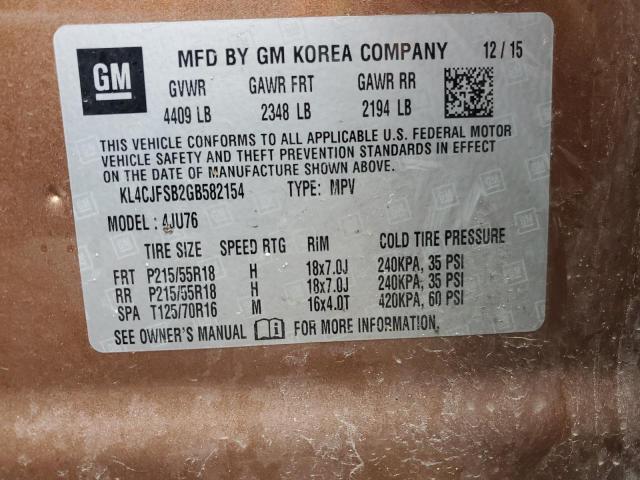 GM
MFD BY GM KOREA COMPANY 12 / 15
GVWR GAWR FRT GAWR RR
4409 LB 2348 LB 2194 LB
THIS VEHICLE CONFORMS TO ALL APPLICABLE U.S. FEDERAL MOTOR
VEHICLE SAFETY AND THEFT PREVENTION STANDARDS IN EFFECT
ON THE DATE OF MANUFACTURE SHOWN ABOVE.
KL4CJFSB2GB582154 TYPE: MPV
MODEL : 4JU76
TIRE SIZE SPEED RTG RIM COLD TIRE PRESSURE
FRT P215/55R18 H 18x7.0J 240KPA, 35 PSI
RR P215/55R18 H 18x7.0J 240KPA, 35 PSI
SPA T125/70R16 M 16x4.0T 420KPA, 60 PSI
SEE OWNER'S MANUAL FOR MORE INFORMATION.